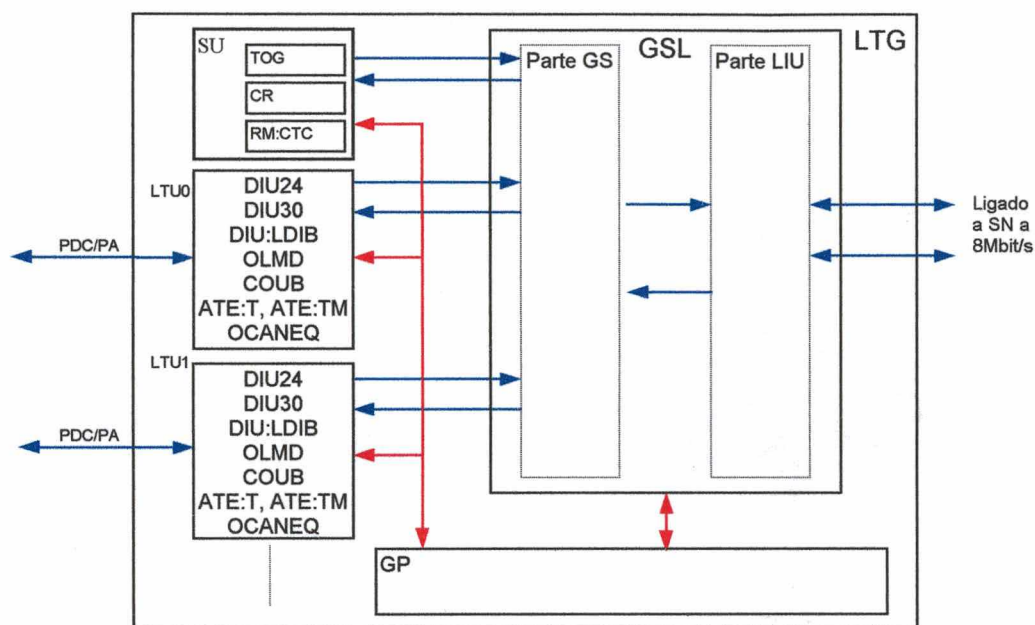 LTG
SU
TOG
CR
RM:CTC
GSL
Parte GS
Parte LIU
LTU0
DIU24
DIU30
DIU:LDIB
OLMD
COUB
ATE:T, ATE:TM
OCANEQ
PDC/PA
Ligado
a SN a
8Mbit/s
LTU1
DIU24
DIU30
DIU:LDIB
OLMD
COUB
ATE:T, ATE:TM
OCANEQ
PDC/PA
GP